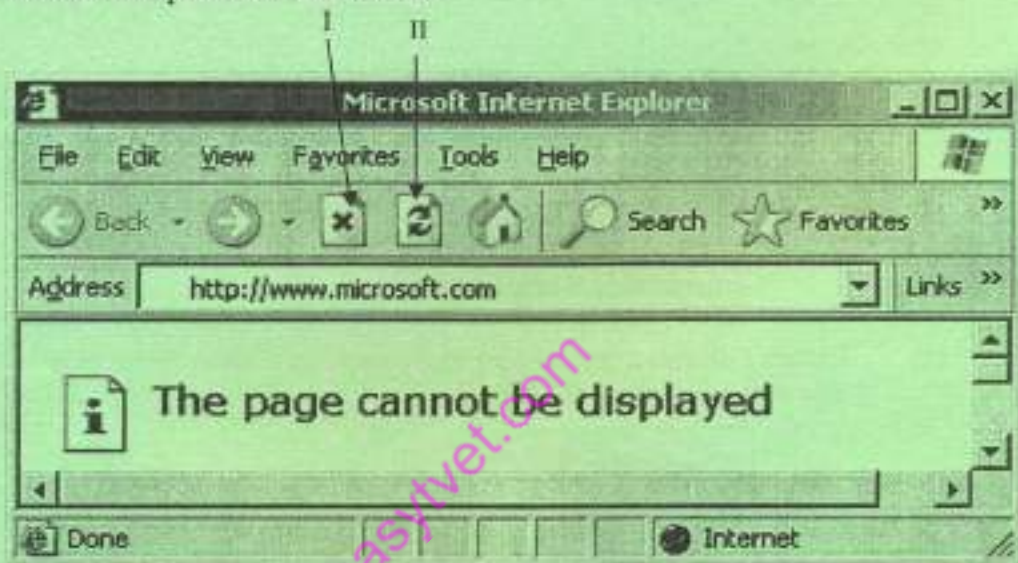 I II
Microsoft Internet Explorer
File Edit View Favorites Tools Help
Back Search Favorites
Address http://www.microsoft.com Links
The page cannot be displayed
asytvet.com
Done Internet